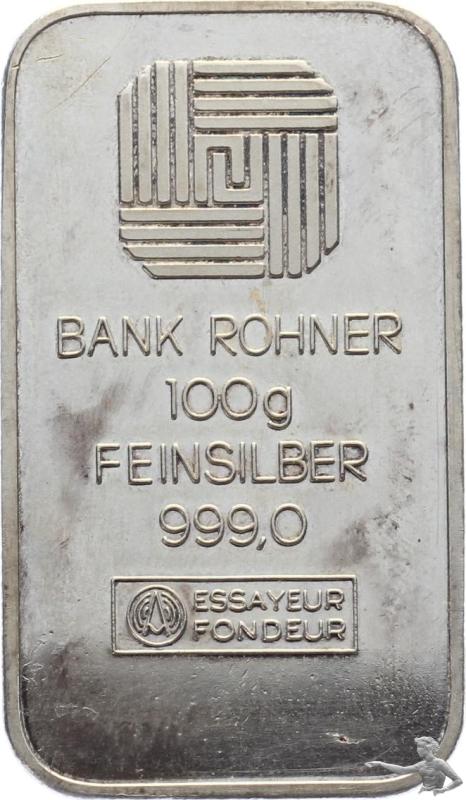 BANK ROHNER
100g
FEINSILBER
999,0
ESSAYEUR
FONDEUR